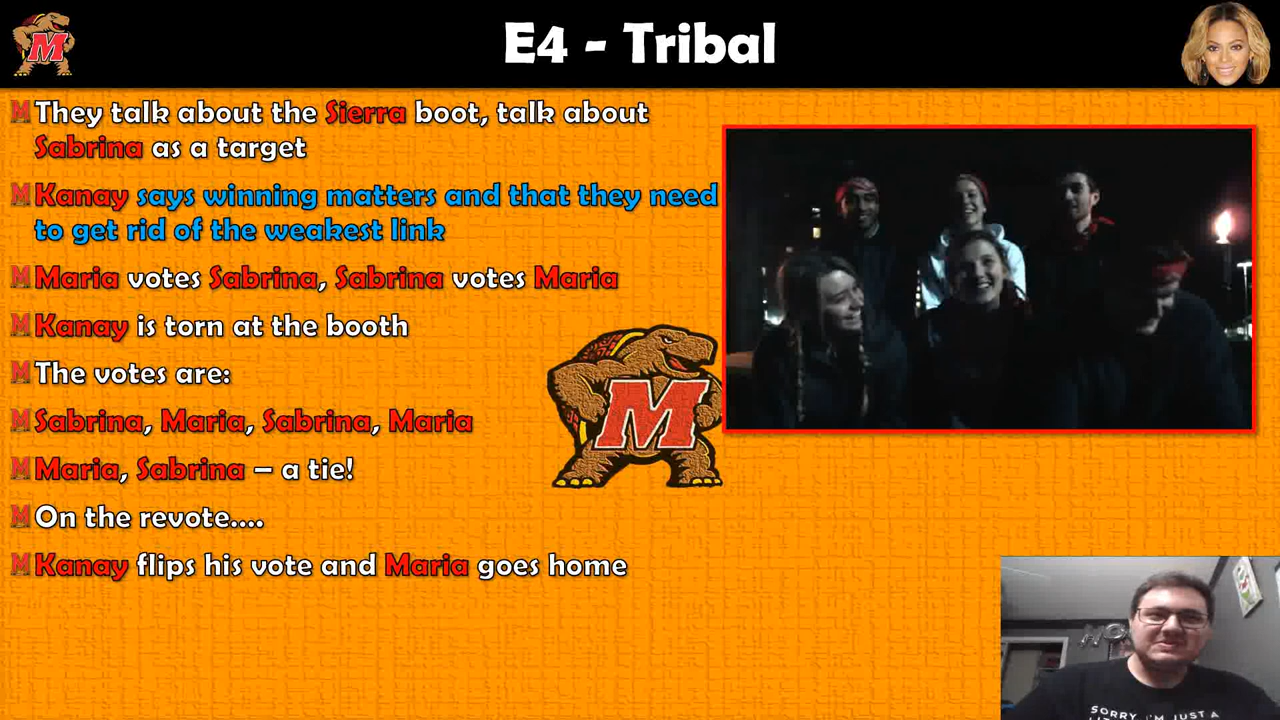 E4 - Tribal
M
They talk about the Sierra boot, talk about
Sabrina as a target
Kanay says winning matters and that they need
to get rid of the weakest link
Maria votes Sabrina, Sabrina votes Maria
Kanay is torn at the booth
The votes are:
Sabrina, Maria, Sabrina, Maria
Maria, Sabrina – a tie!
On the revote....
Kanay flips his vote and Maria goes home
M
SORRY I'M JUST A